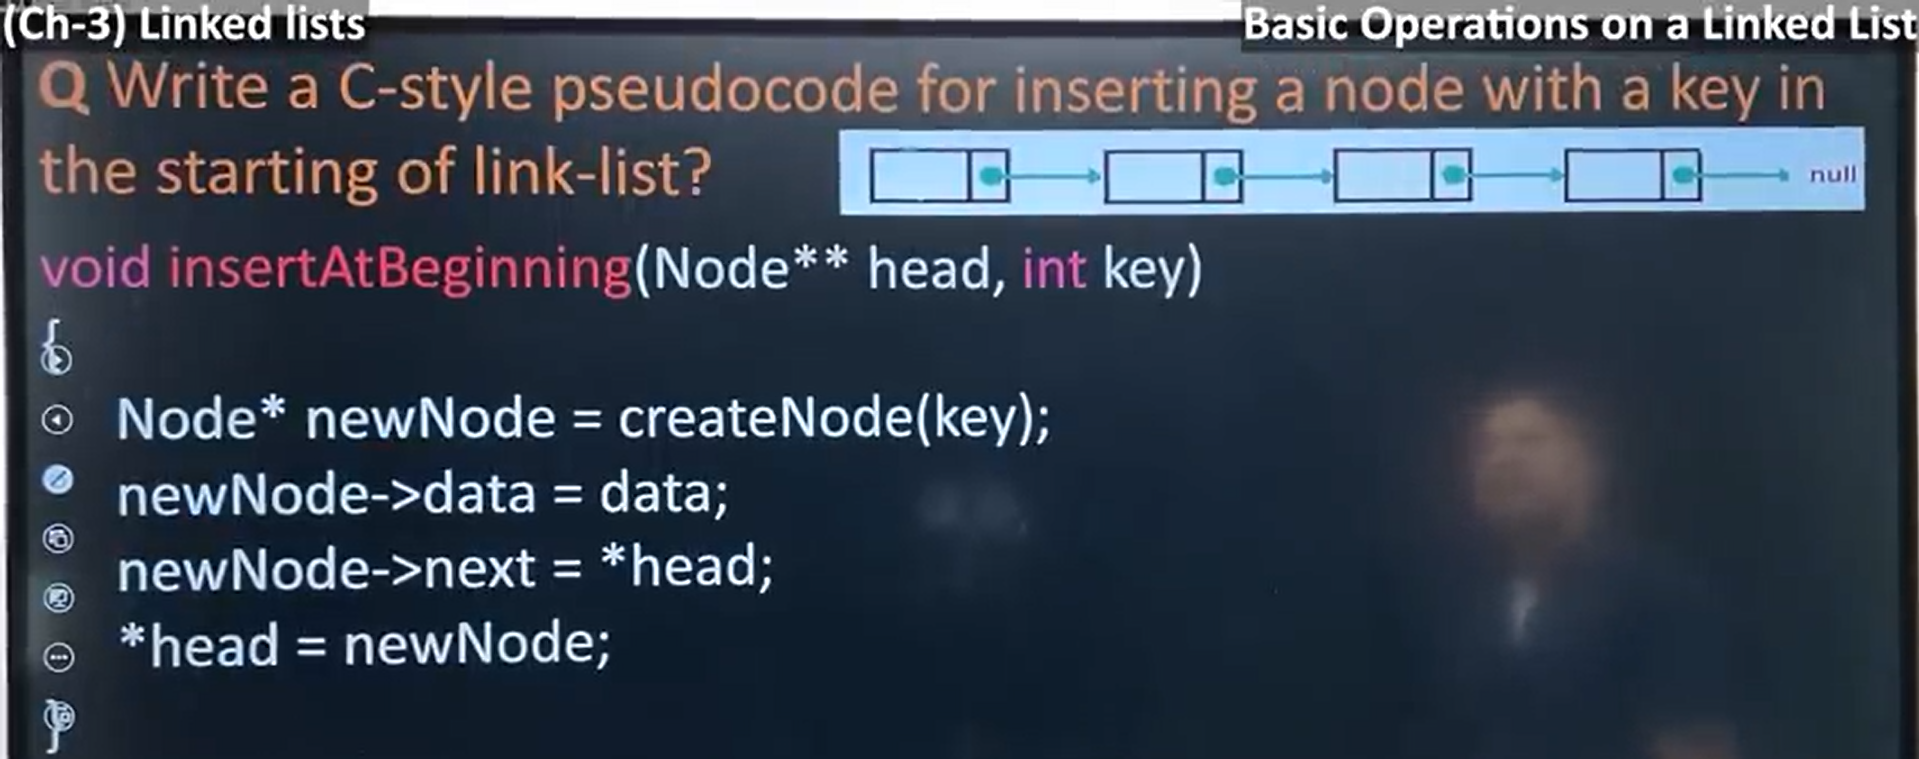 (Ch-3) Linked lists
Basic Operations on a Linked List
Q Write a C-style pseudocode for inserting a node with a key in
the starting of link-list?
null
void insertAtBeginning(Node** head, int key)
{
Node* newNode = createNode(key);
newNode->data = data;
newNode->next = *head;
*head = newNode;
}